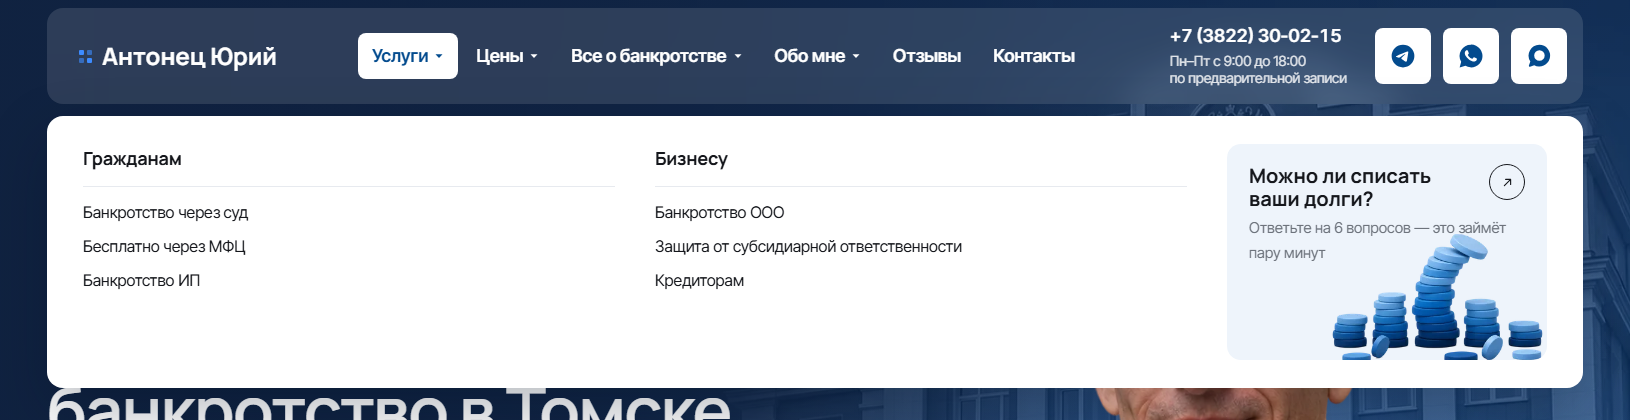 Антонец Юрий
Услуги
Цены
Все о банкротстве
Обо мне
Отзывы
Контакты
+7 (3822) 30-02-15
Пн–Пт с 9:00 до 18:00
по предварительной записи
Гражданам
Банкротство через суд
Бесплатно через МФЦ
Банкротство ИП
Бизнесу
Банкротство ООО
Защита от субсидиарной ответственности
Кредиторам
Можно ли списать
ваши долги?
Ответьте на 6 вопросов — это займёт
пару минут
банкротство в Томске